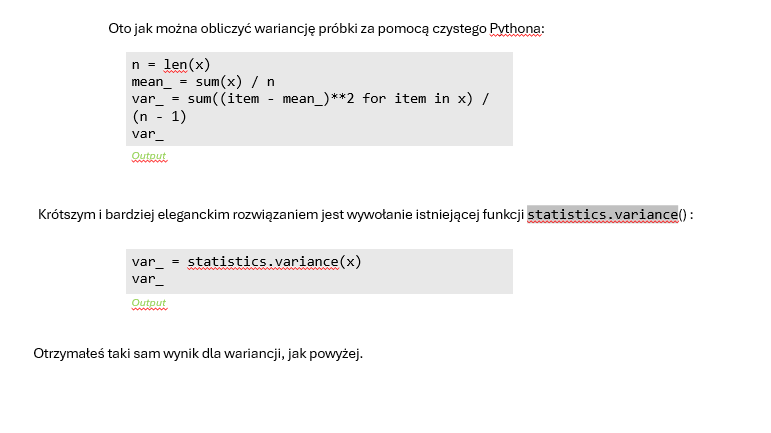 Oto jak można obliczyć wariancję próbki za pomocą czystego Pythona:
n = len(x)
mean_ = sum(x) / n
var_ = sum((item - mean_)**2 for item in x) /
(n - 1)
var_
Output
Krótszym i bardziej eleganckim rozwiązaniem jest wywołanie istniejącej funkcji statistics.variance() :
var_ = statistics.variance(x)
var_
Output
Otrzymałeś taki sam wynik dla wariancji, jak powyżej.